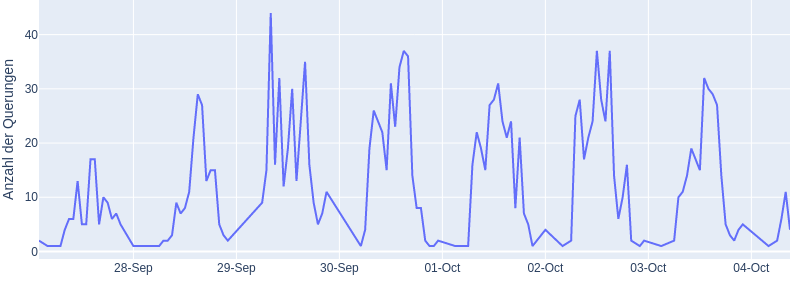 Anzahl der Querungen
40
30
20
10
0
28-Sep
29-Sep
30-Sep
01-Oct
02-Oct
03-Oct
04-Oct